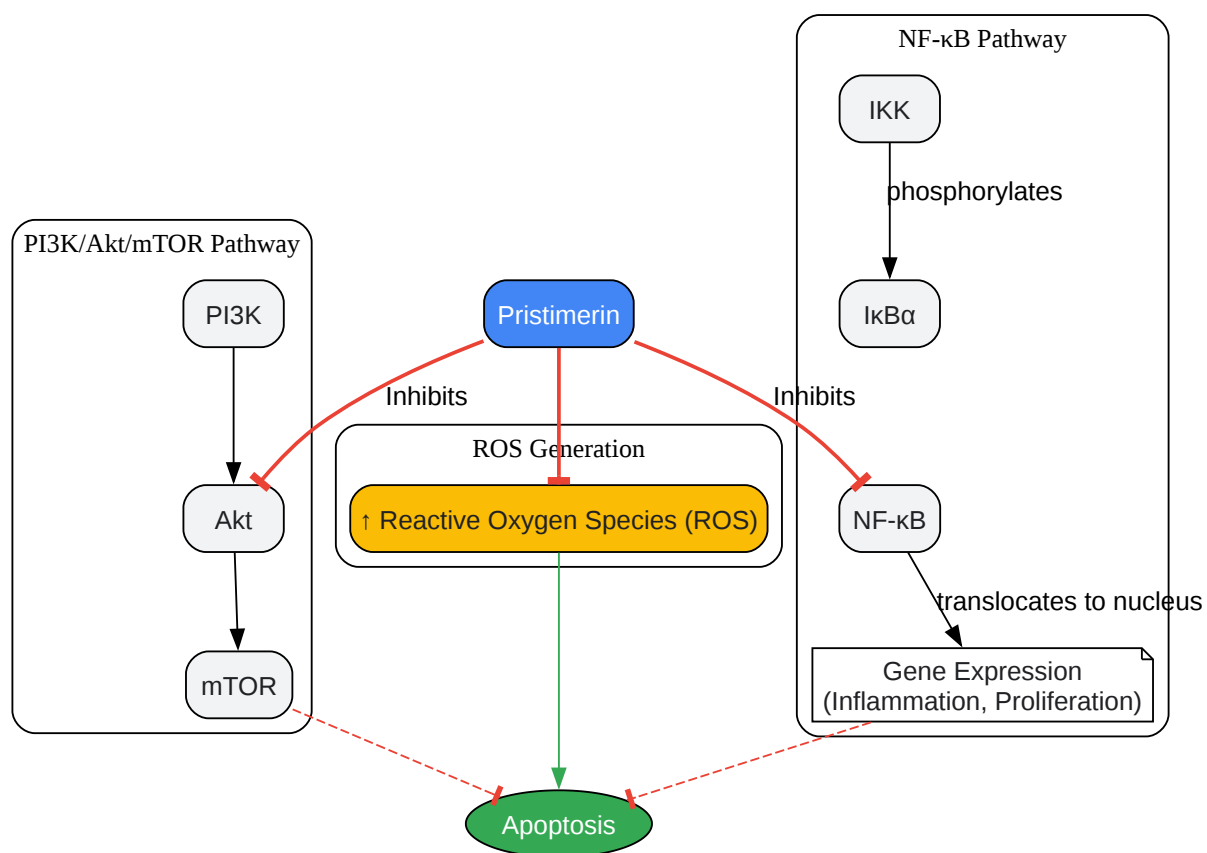 NF-κB Pathway
IKK
phosphorylates
PI3K/Akt/mTOR Pathway
PI3K
Pristimerin
IκBα
Inhibits
Inhibits
ROS Generation
Akt
↑ Reactive Oxygen Species (ROS)
NF-κB
translocates to nucleus
mTOR
Gene Expression
(Inflammation, Proliferation)
Apoptosis